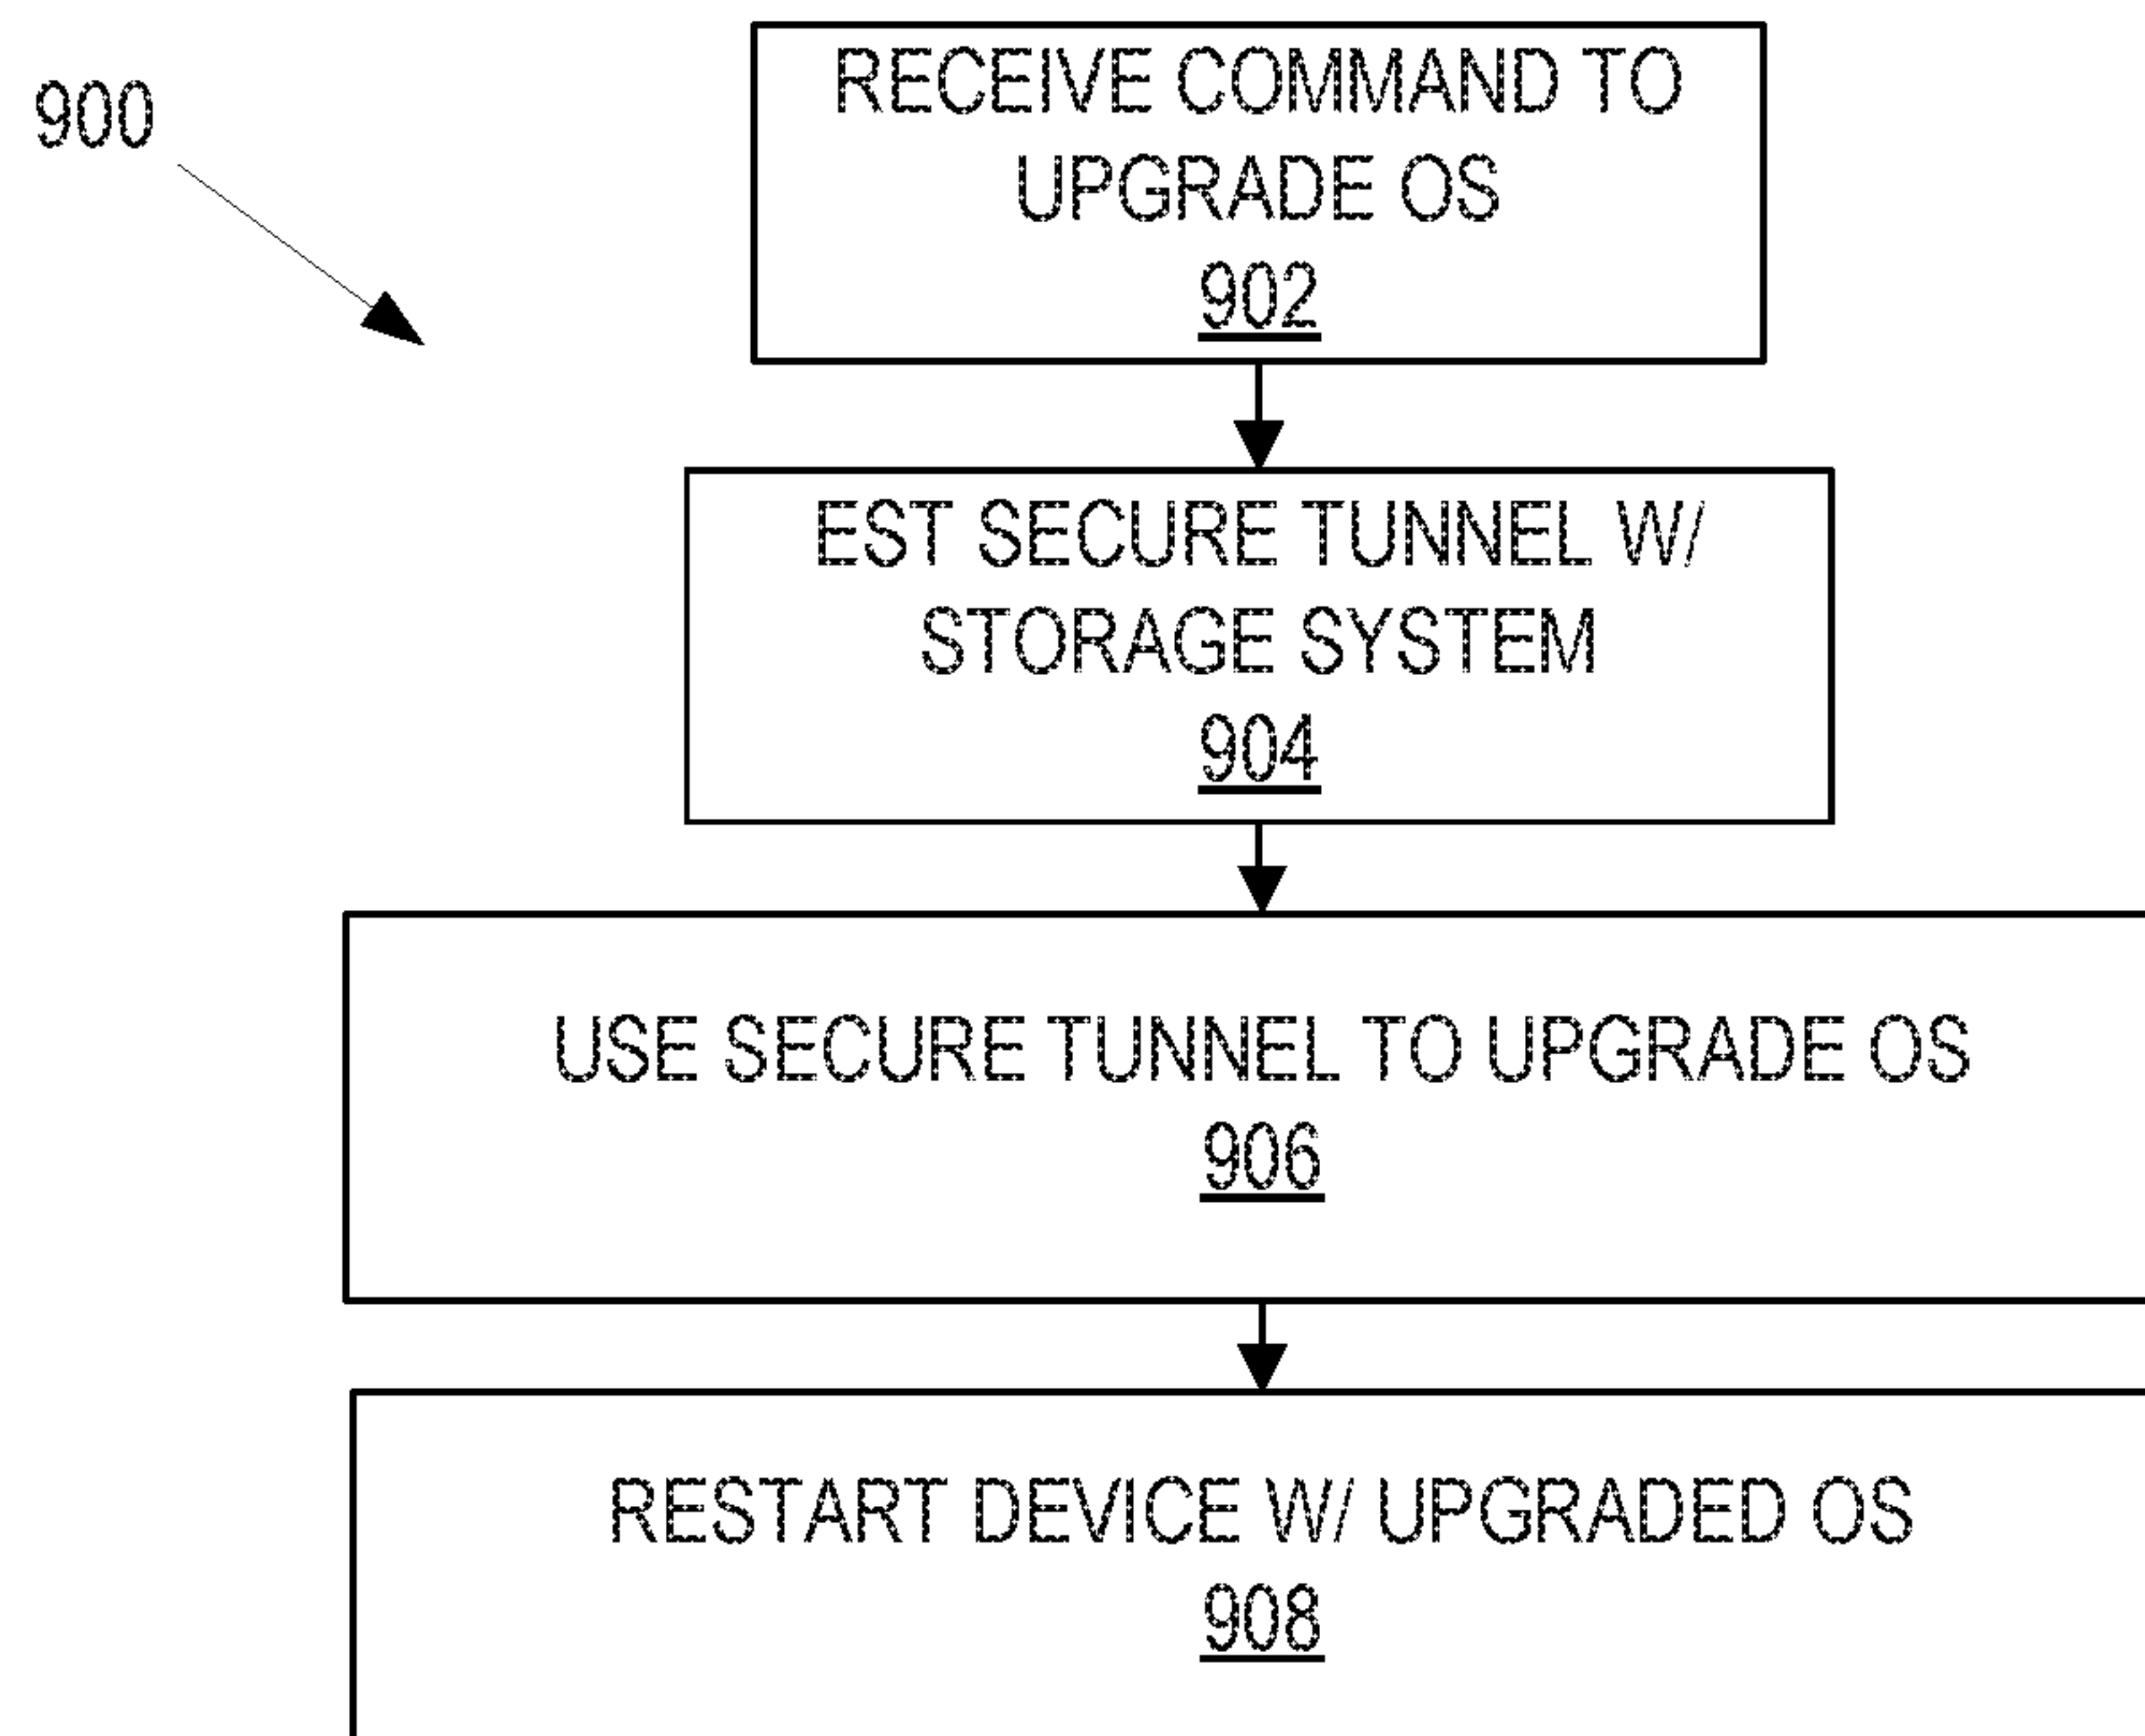 900
RECEIVE COMMAND TO
UPGRADE OS
902
EST SECURE TUNNEL W/
STORAGE SYSTEM
904
USE SECURE TUNNEL TO UPGRADE OS
906
RESTART DEVICE W/ UPGRADED OS
908